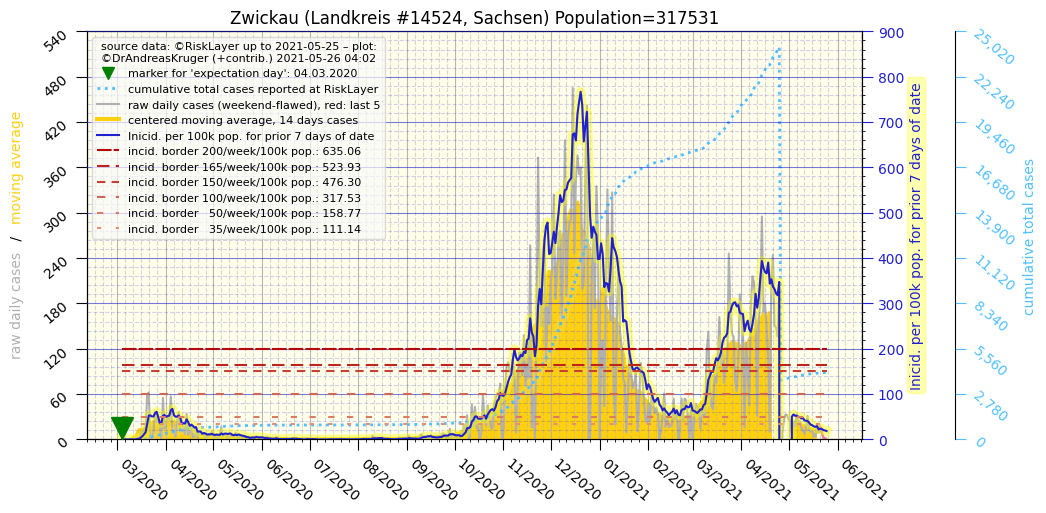 Zwickau (Landkreis #14524, Sachsen) Population=317531
source data: ©RiskLayer up to 2021-05-25 – plot:
©DrAndreasKruger (+contrib.) 2021-05-26 04:02
marker for 'expectation day': 04.03.2020
cumulative total cases reported at RiskLayer
raw daily cases (weekend-flawed), red: last 5
centered moving average, 14 days cases
Inicid. per 100k pop. for prior 7 days of date
incid. border 200/week/100k pop.: 635.06
incid. border 165/week/100k pop.: 523.93
incid. border 150/week/100k pop.: 476.30
incid. border 100/week/100k pop.: 317.53
incid. border 50/week/100k pop.: 158.77
incid. border 35/week/100k pop.: 111.14
raw daily cases / moving average
540
480
420
360
300
240
180
120
60
0
03/2020
04/2020
05/2020
06/2020
07/2020
08/2020
09/2020
10/2020
11/2020
12/2020
01/2021
02/2021
03/2021
04/2021
05/2021
06/2021
900
800
700
600
500
400
300
200
100
0
Inicid. per 100k pop. for prior 7 days of date
25,020
22,240
19,460
16,680
13,900
11,120
8,340
5,560
2,780
0
cumulative total cases